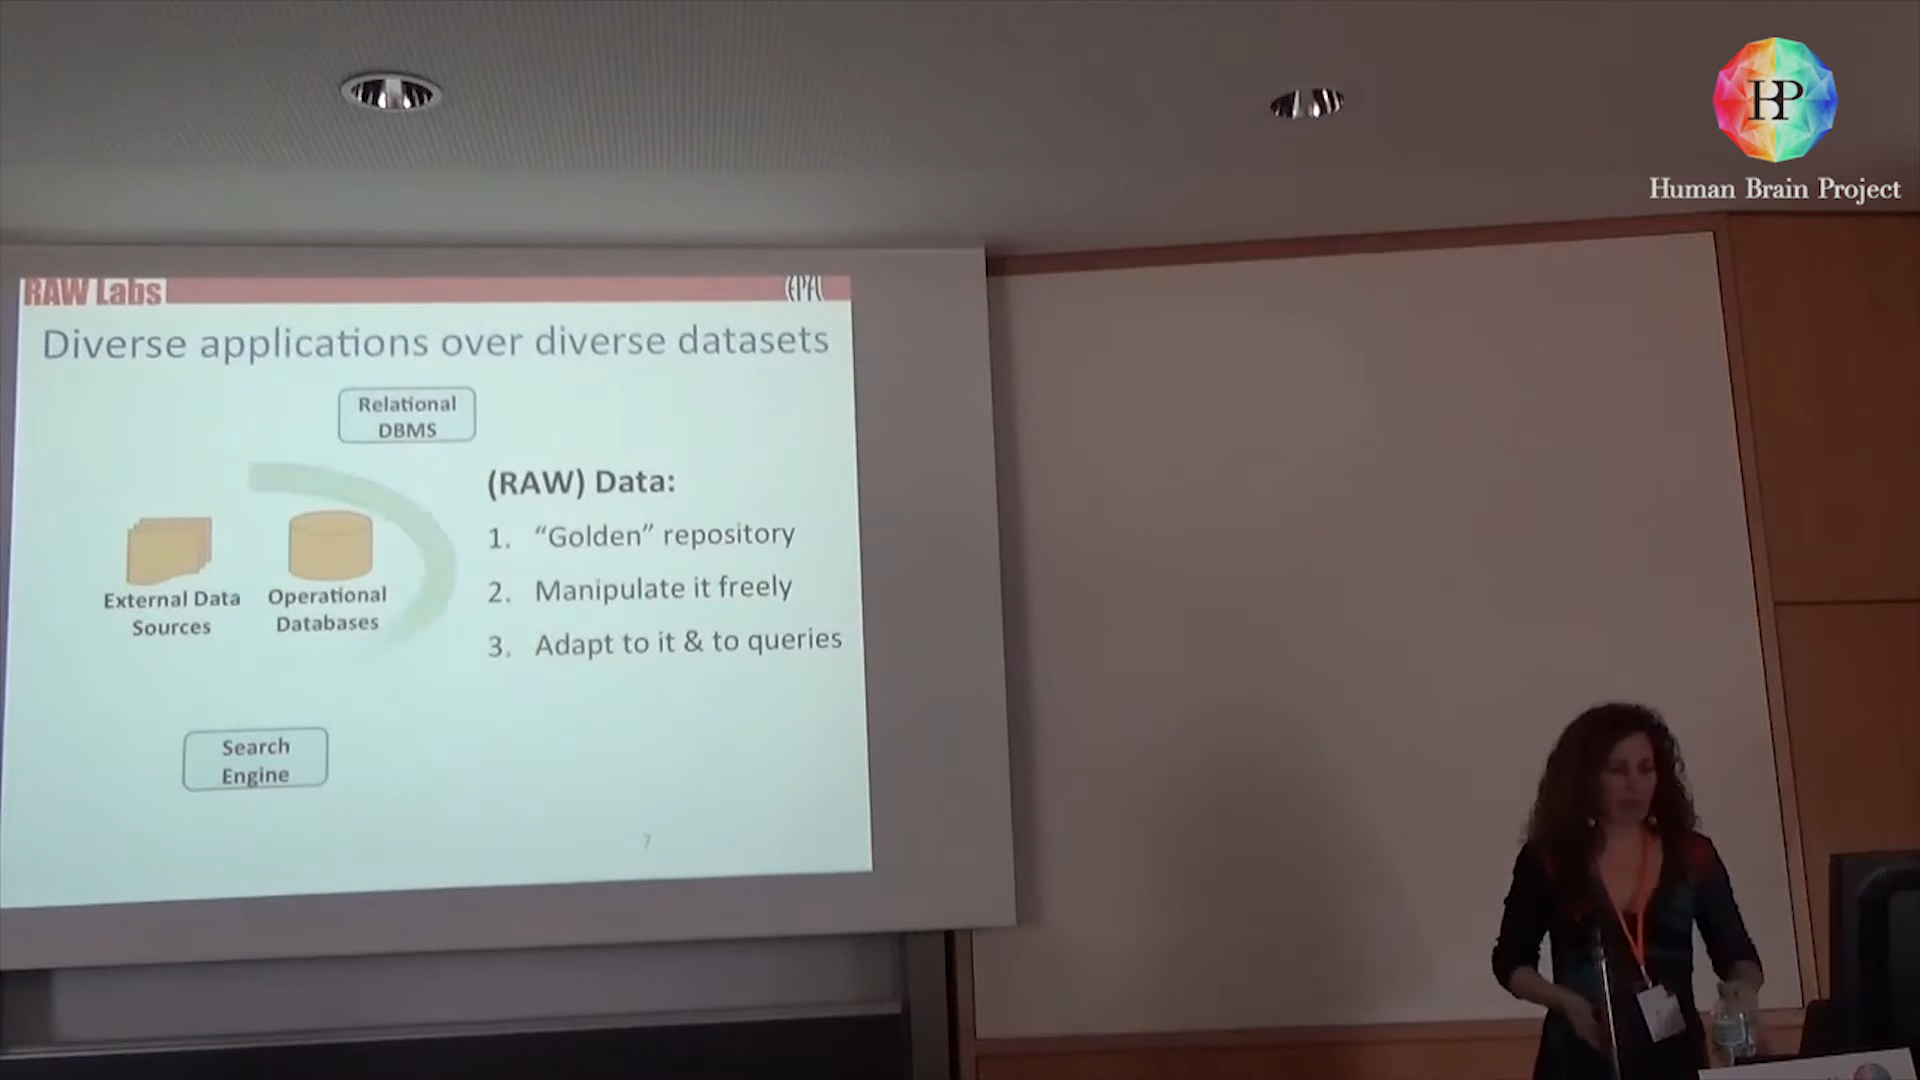 HP
Human Brain Project
RAW Labs
EPFL
Diverse applications over diverse datasets
Relational
DBMS
(RAW) Data:
1. “Golden” repository
2. Manipulate it freely
3. Adapt to it & to queries
External Data
Sources
Operational
Databases
Search
Engine
7